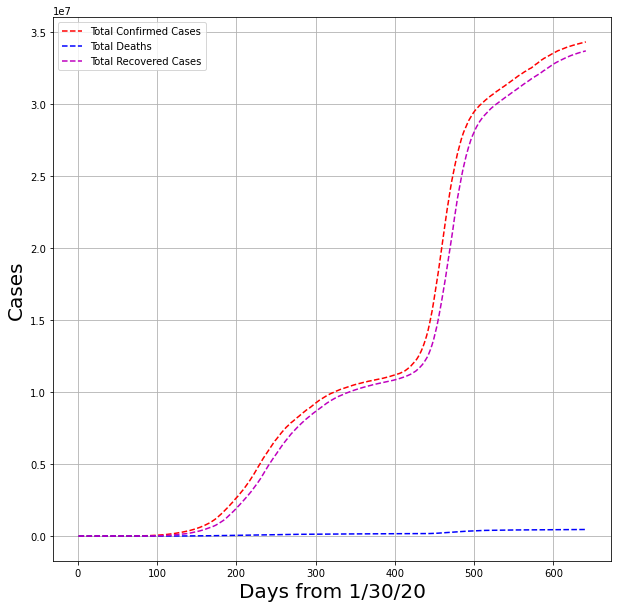 1e7
Total Confirmed Cases
Total Deaths
Total Recovered Cases
3.5
3.0
2.5
2.0
1.5
1.0
0.5
0.0
Cases
0 100 200 300 400 500 600
Days from 1/30/20